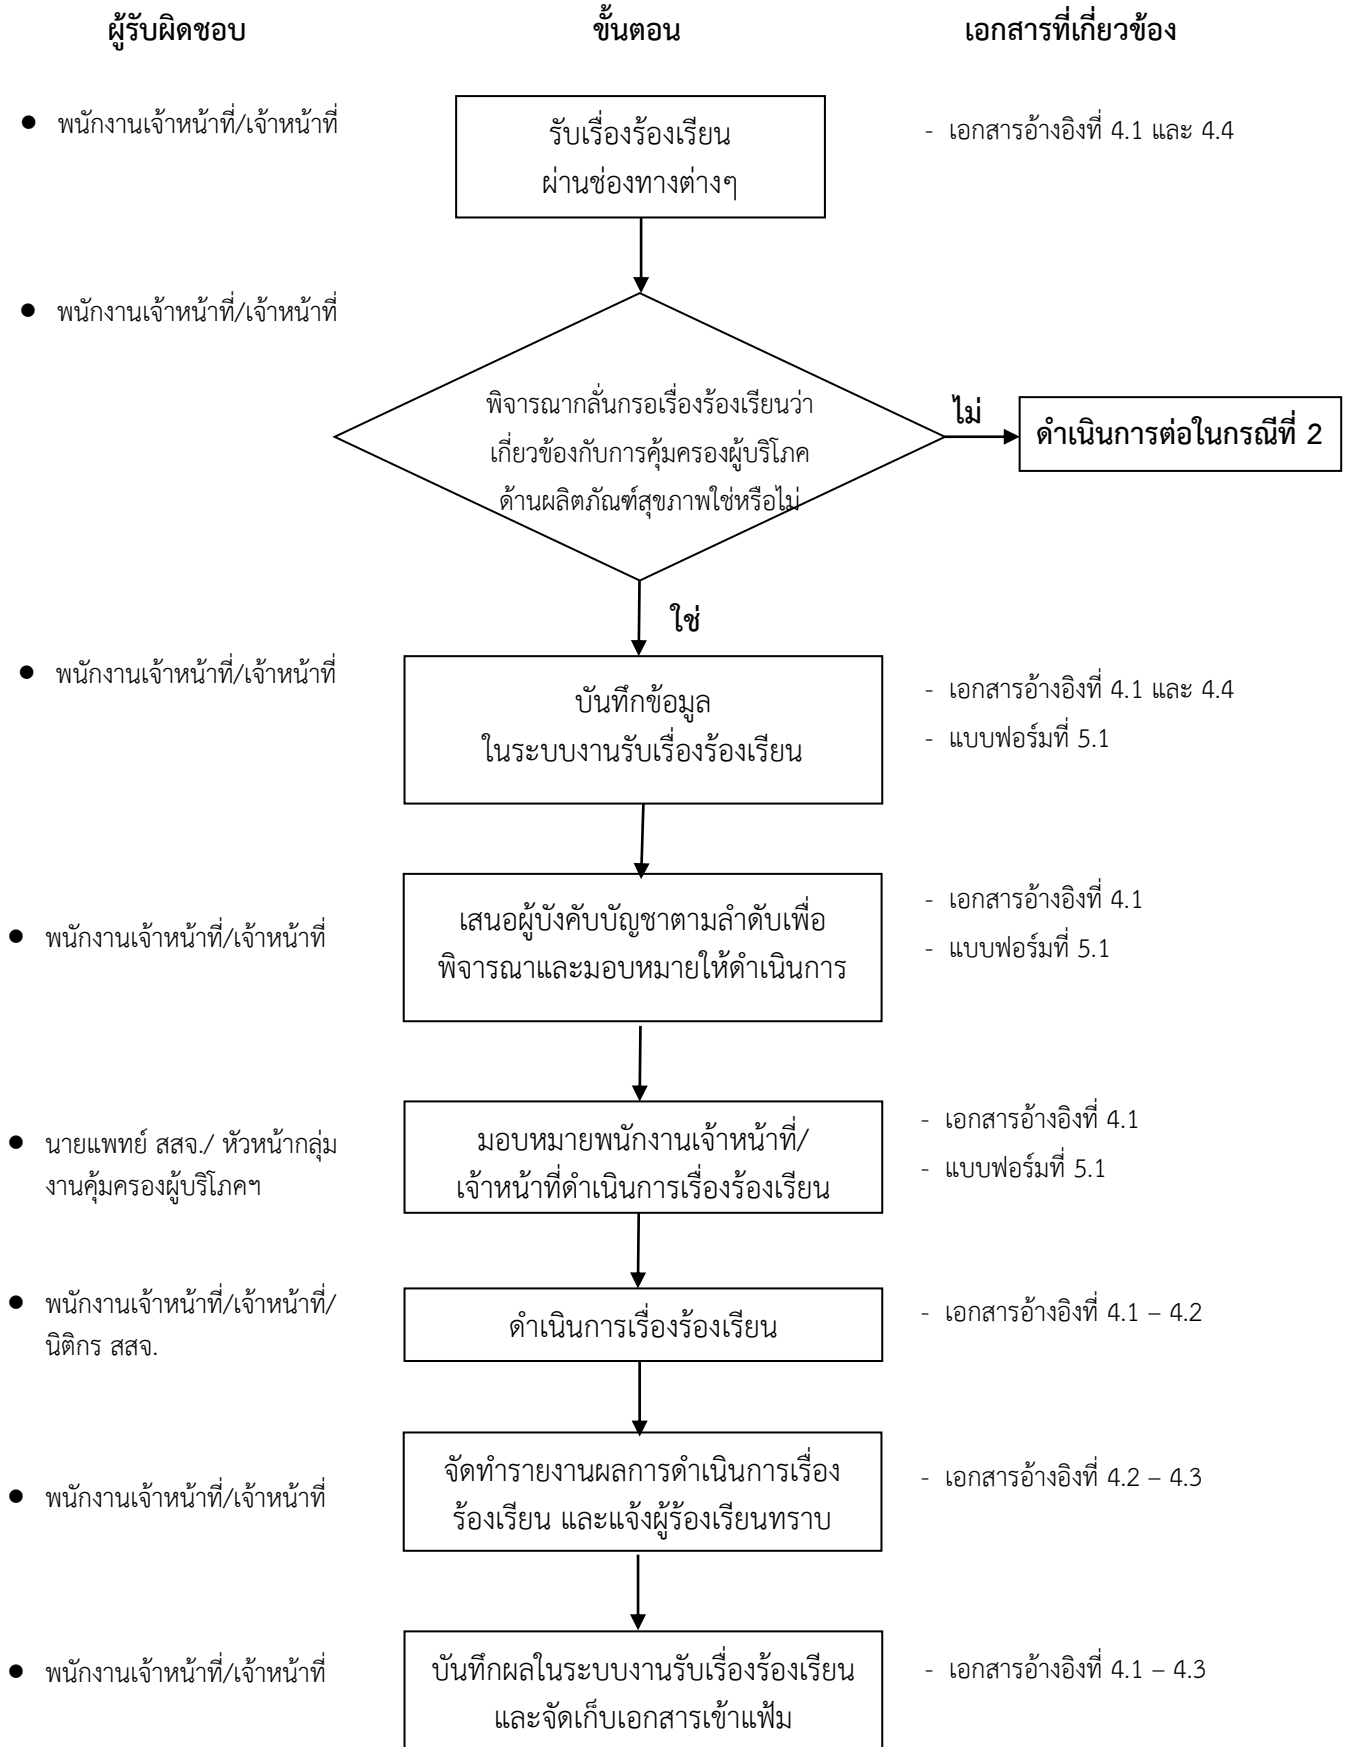 ผู้รับผิดชอบ
ขั้นตอน
เอกสารที่เกี่ยวข้อง
● พนักงานเจ้าหน้าที่/เจ้าหน้าที่
รับเรื่องร้องเรียน
ผ่านช่องทางต่างๆ
- เอกสารอ้างอิงที่ 4.1 และ 4.4
● พนักงานเจ้าหน้าที่/เจ้าหน้าที่
พิจารณากลั่นกรอเรื่องร้องเรียนว่า
เกี่ยวข้องกับการคุ้มครองผู้บริโภค
ด้านผลิตภัณฑ์สุขภาพใช่หรือไม่
ไม่
ดำเนินการต่อในกรณีที่ 2
ใช่
● พนักงานเจ้าหน้าที่/เจ้าหน้าที่
บันทึกข้อมูล
ในระบบงานรับเรื่องร้องเรียน
- เอกสารอ้างอิงที่ 4.1 และ 4.4
- แบบฟอร์มที่ 5.1
● พนักงานเจ้าหน้าที่/เจ้าหน้าที่
เสนอผู้บังคับบัญชาตามลำดับเพื่อ
พิจารณาและมอบหมายให้ดำเนินการ
- เอกสารอ้างอิงที่ 4.1
- แบบฟอร์มที่ 5.1
● นายแพทย์ สสจ./ หัวหน้ากลุ่ม
งานคุ้มครองผู้บริโภคฯ
มอบหมายพนักงานเจ้าหน้าที่/
เจ้าหน้าที่ดำเนินการเรื่องร้องเรียน
- เอกสารอ้างอิงที่ 4.1
- แบบฟอร์มที่ 5.1
● พนักงานเจ้าหน้าที่/เจ้าหน้าที่/
นิติกร สสจ.
ดำเนินการเรื่องร้องเรียน
- เอกสารอ้างอิงที่ 4.1 – 4.2
● พนักงานเจ้าหน้าที่/เจ้าหน้าที่
จัดทำรายงานผลการดำเนินการเรื่อง
ร้องเรียน และแจ้งผู้ร้องเรียนทราบ
- เอกสารอ้างอิงที่ 4.2 – 4.3
● พนักงานเจ้าหน้าที่/เจ้าหน้าที่
บันทึกผลในระบบงานรับเรื่องร้องเรียน
และจัดเก็บเอกสารเข้าแฟ้ม
- เอกสารอ้างอิงที่ 4.1 – 4.3